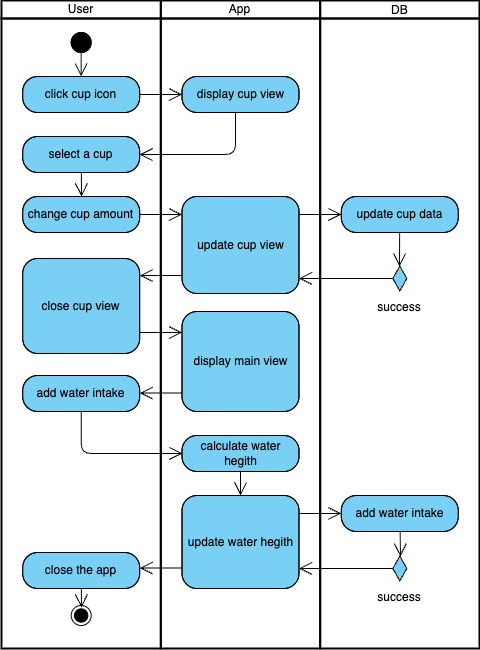 User
App
DB
click cup icon
display cup view
select a cup
change cup amount
update cup view
update cup data
success
close cup view
display main view
add water intake
calculate water
hegith
update water hegith
add water intake
success
close the app